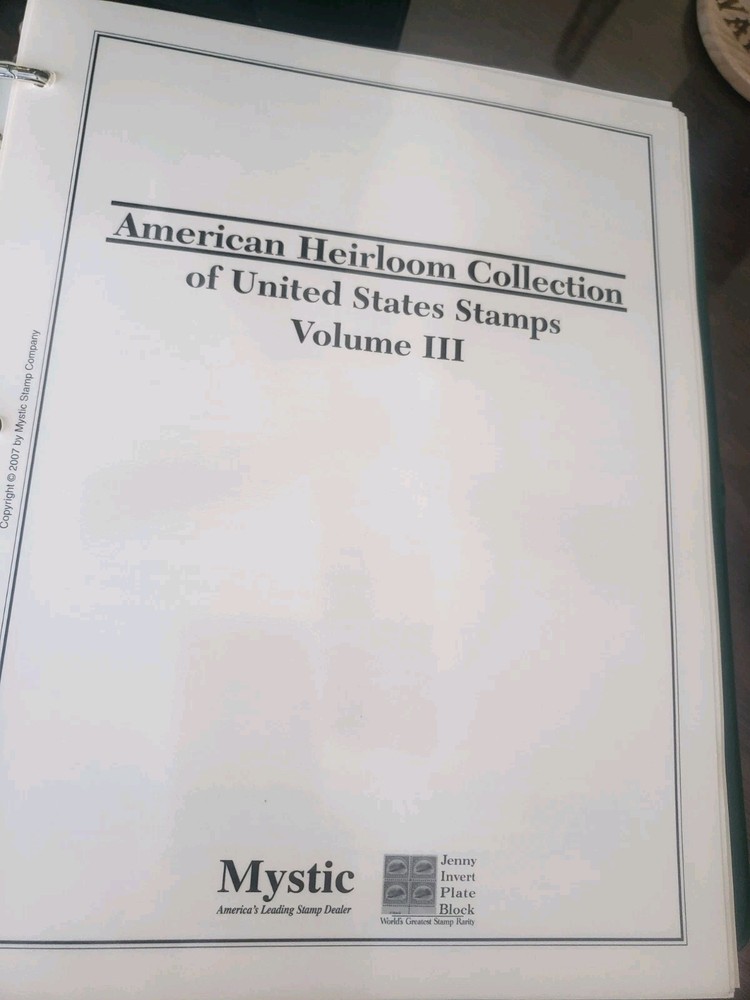 American Heirloom Collection
of United States Stamps
Volume III
Copyright © 2007 by Mystic Stamp Company
Mystic
America's Leading Stamp Dealer
Jenny
Invert
Plate
Block
World's Greatest Stamp Rarity